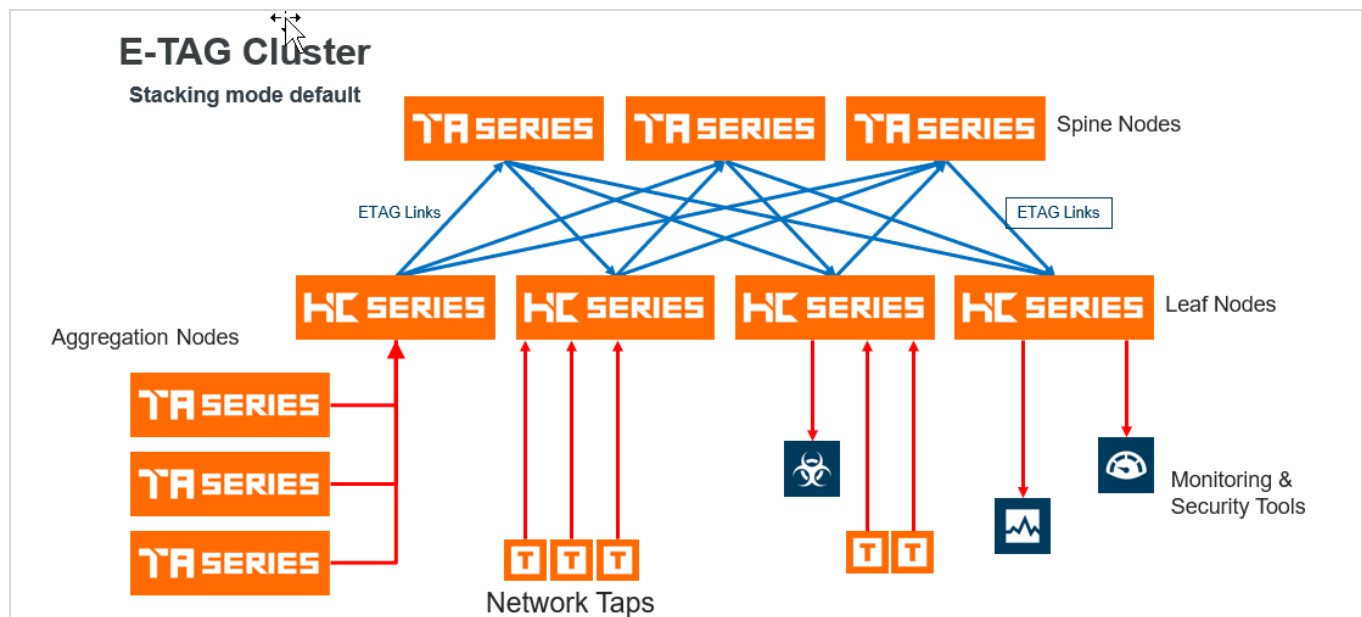 E-TAG Cluster
Stacking mode default
TA SERIES
TA SERIES
TA SERIES
Spine Nodes
ETAG Links
ETAG Links
HC SERIES
HC SERIES
HC SERIES
HC SERIES
Leaf Nodes
Aggregation Nodes
TA SERIES
TA SERIES
TA SERIES
T
T
T
T
T
Network Taps
Monitoring &
Security Tools